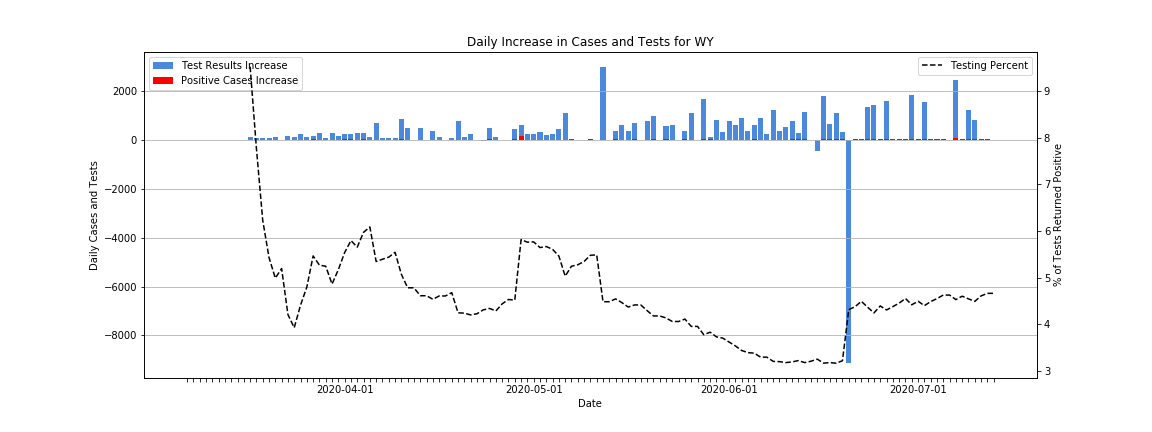 Daily Increase in Cases and Tests for WY
Test Results Increase
Positive Cases Increase
Testing Percent
2000
0
−2000
−4000
−6000
−8000
Daily Cases and Tests
9
8
7
6
5
4
3
% of Tests Returned Positive
2020-04-01
2020-05-01
2020-06-01
2020-07-01
Date